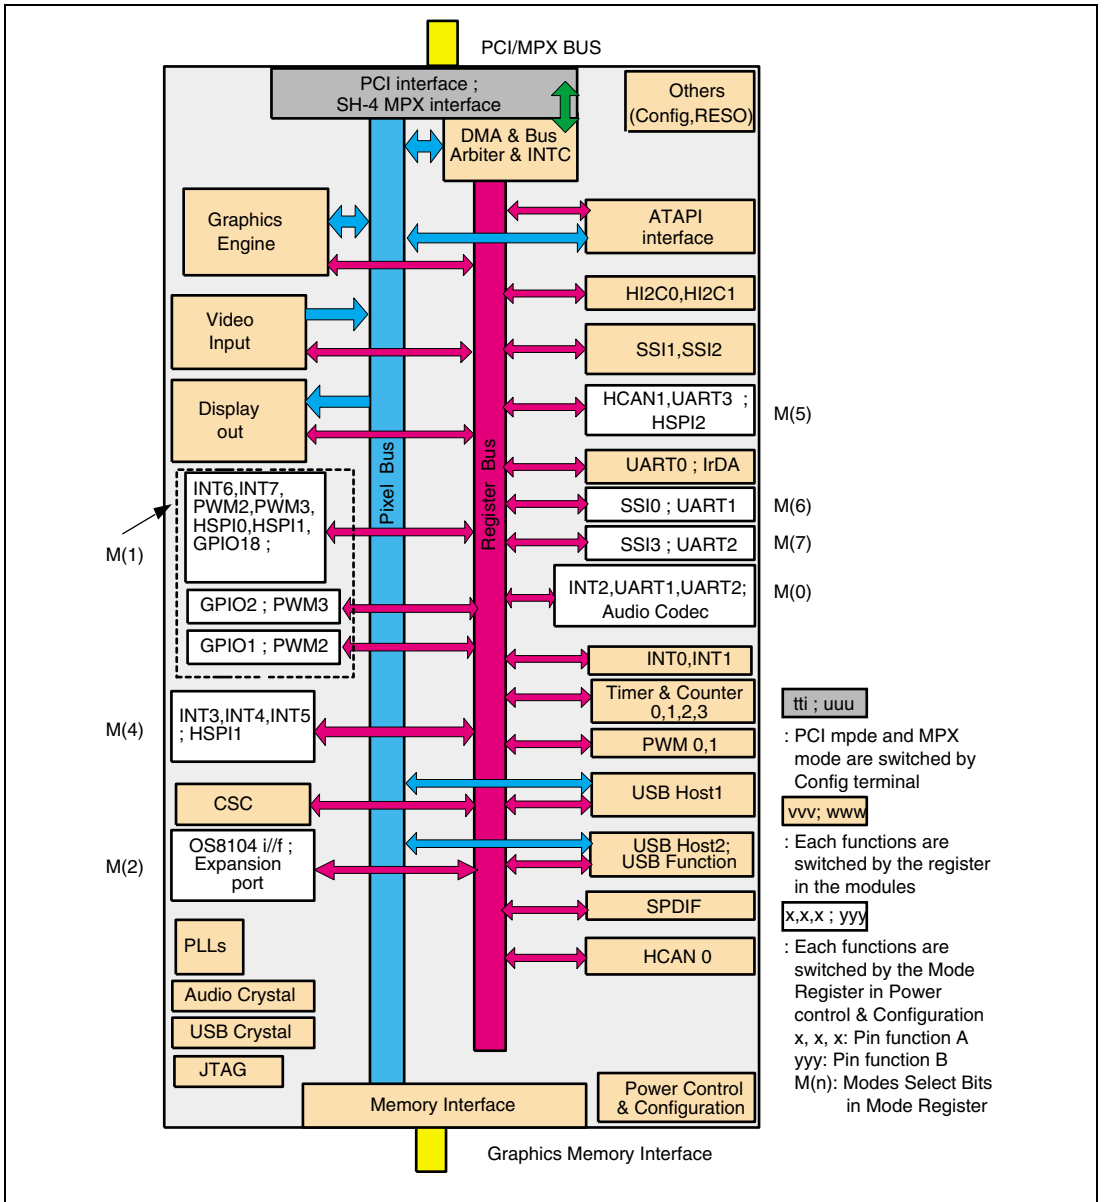 PCI/MPX BUS
PCI interface ;
SH-4 MPX interface
Others
(Config,RESO)
DMA & Bus
Arbiter & INTC
Graphics
Engine
ATAPI
interface
HI2C0,HI2C1
Video
Input
SSI1,SSI2
Display
out
HCAN1,UART3 ;
HSPI2
M(5)
Pixel Bus
Register Bus
UART0 ; IrDA
INT6,INT7,
PWM2,PWM3,
HSPI0,HSPI1,
GPIO18 ;
M(1)
SSI0 ; UART1
M(6)
SSI3 ; UART2
M(7)
GPIO2 ; PWM3
INT2,UART1,UART2;
Audio Codec
M(0)
GPIO1 ; PWM2
INT0,INT1
Timer & Counter
0,1,2,3
INT3,INT4,INT5
; HSPI1
M(4)
PWM 0,1
CSC
USB Host1
OS8104 i//f ;
Expansion
port
M(2)
USB Host2;
USB Function
SPDIF
PLLs
HCAN 0
Audio Crystal
USB Crystal
JTAG
Memory Interface
Power Control
& Configuration
Graphics Memory Interface
tti ; uuu
: PCI mpde and MPX
mode are switched by
Config terminal
vvv; www
: Each functions are
switched by the register
in the modules
x,x,x ; yyy
: Each functions are
switched by the Mode
Register in Power
control & Configuration
x, x, x: Pin function A
yyy: Pin function B
M(n): Modes Select Bits
in Mode Register